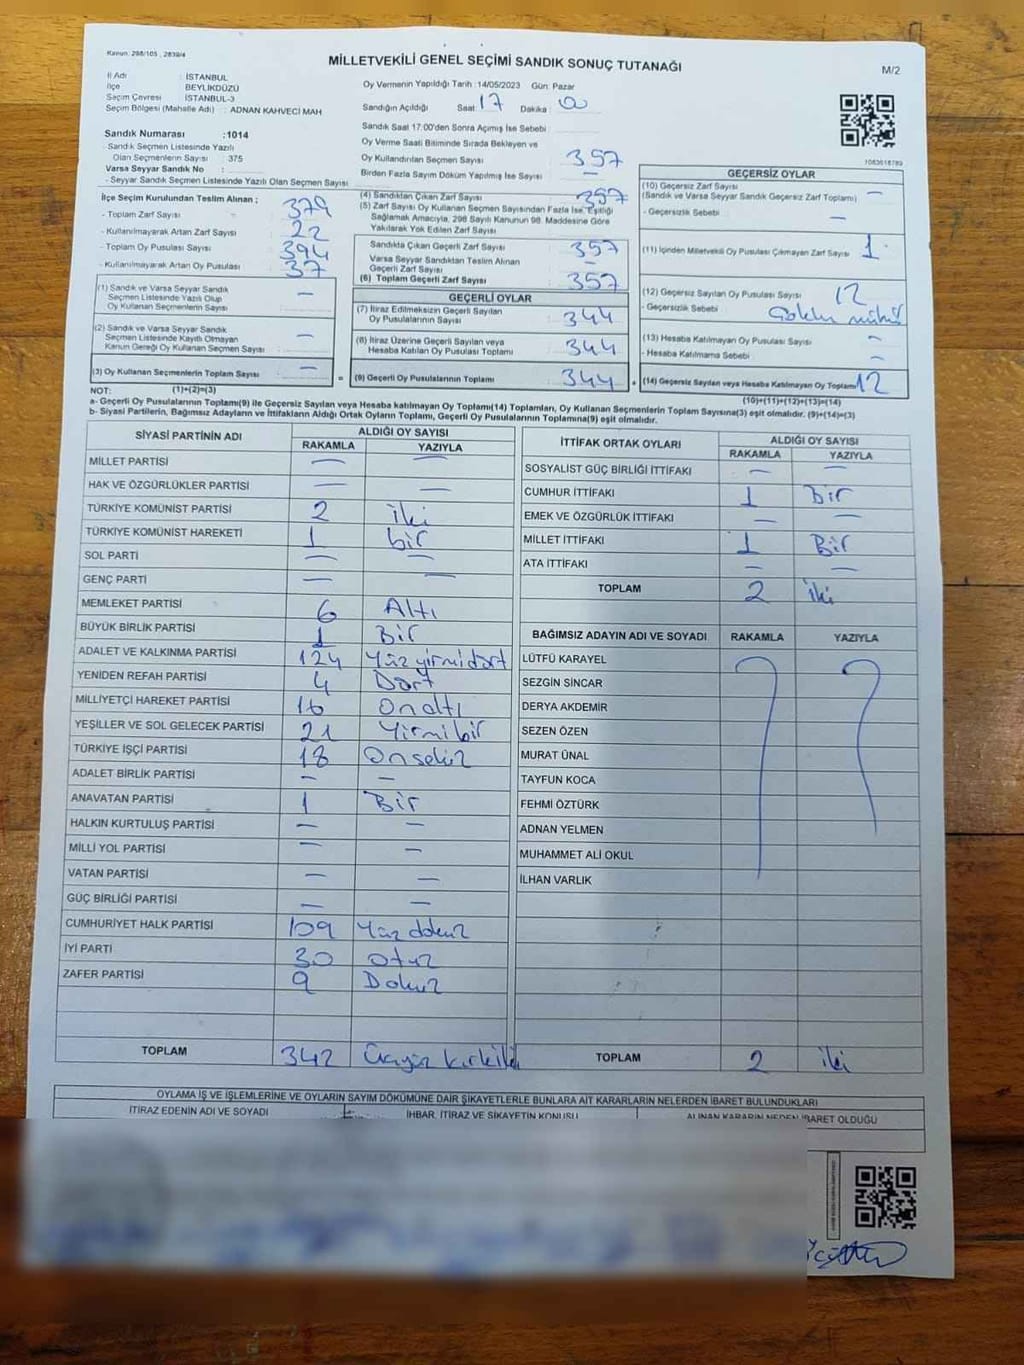 Kanun: 298/105 , 2839/4
MİLLETVEKİLİ GENEL SEÇİMİ SANDIK SONUÇ TUTANAĞI
M/2
İl Adı : İSTANBUL
İlçe BEYLİKDÜZÜ
Seçim Çevresi İSTANBUL-3
Seçim Bölgesi (Mahalle Adı) : ADNAN KAHVECİ MAH
Oy Vermenin Yapıldığı Tarih :14/05/2023 Gün: Pazar
Sandığın Açıldığı Saat 17 Dakika 00
Sandık Saat 17:00'den Sonra Açımış İse Sebebi
Sandık Numarası :1014
- Sandık Seçmen Listesinde Yazılı
Olan Seçmenlerin Sayısı : 375
Varsa Seyyar Sandık No :
- Seyyar Sandık Seçmen Listesinde Yazılı Olan Seçmen Sayısı
Oy Verme Saati Bitiminde Sırada Bekleyen ve
Oy Kullandırılan Seçmen Sayısı 357
Birden Fazla Sayım Döküm Yapılmış İse Sayısı —
1083618789
İlçe Seçim Kurulundan Teslim Alınan ;
- Toplam Zarf Sayısı 379
- Kullanılmayarak Artan Zarf Sayısı 22
- Toplam Oy Pusulası Sayısı 394
- Kullanılmayarak Artan Oy Pusulası 37
(4) Sandıktan Çıkan Zarf Sayısı 357
(5) Zarf Sayısı Oy Kullanan Seçmen Sayısından Fazla İse, Eşitliği
Sağlamak Amacıyla, 298 Sayılı Kanunun 98. Maddesine Göre
Yakılarak Yok Edilen Zarf Sayısı
Sandıkta Çıkan Geçerli Zarf Sayısı 357
Varsa Seyyar Sandıktan Teslim Alınan
Geçerli Zarf Sayısı —
(6) Toplam Geçerli Zarf Sayısı 357
GEÇERSİZ OYLAR
(10) Geçersiz Zarf Sayısı —
(Sandık ve Varsa Seyyar Sandık Geçersiz Zarf Toplamı)
- Geçersizlik Sebebi —
(11) İçinden Milletvekili Oy Pusulası Çıkmayan Zarf Sayısı 1
(12) Geçersiz Sayılan Oy Pusulası Sayısı 12
- Geçersizlik Sebebi
(13) Hesaba Katılmayan Oy Pusulası Sayısı —
- Hesaba Katılmama Sebebi —
(14) Geçersiz Sayılan veya Hesaba Katılmayan Oy Toplamı 12
(10)+(11)+(12)+(13)=(14)
(1) Sandık ve Varsa Seyyar Sandık
Seçmen Listesinde Yazılı Olup
Oy Kullanan Seçmenlerin Sayısı —
(2) Sandık ve Varsa Seyyar Sandık
Seçmen Listesinde Kayıtlı Olmayan
Kanun Gereği Oy Kullanan Seçmen Sayısı —
(3) Oy Kullanan Seçmenlerin Toplam Sayısı —
GEÇERLİ OYLAR
(7) İtiraz Edilmeksizin Geçerli Sayılan
Oy Pusulalarının Sayısı 344
(8) İtiraz Üzerine Geçerli Sayılan veya
Hesaba Katılan Oy Pusulası Toplamı 344
= (9) Geçerli Oy Pusulalarının Toplamı 344 +
NOT: (1)+(2)=(3)
a- Geçerli Oy Pusulalarının Toplamı(9) ile Geçersiz Sayılan veya Hesaba katılmayan Oy Toplamı(14) Toplamları, Oy Kullanan Seçmenlerin Toplam Sayısına(3) eşit olmalıdır. (9)+(14)=(3)
b- Siyasi Partilerin, Bağımsız Adayların ve İttifakların Aldığı Ortak Oyların Toplamı, Geçerli Oy Pusulalarının Toplamına(9) eşit olmalıdır.
SİYASİ PARTİNİN ADI ALDIĞI OY SAYISI
RAKAMLA YAZIYLA
MİLLET PARTİSİ — —
HAK VE ÖZGÜRLÜKLER PARTİSİ — —
TÜRKİYE KOMÜNİST PARTİSİ 2 iki
TÜRKİYE KOMÜNİST HAREKETİ 1 bir
SOL PARTİ — —
GENÇ PARTİ — —
MEMLEKET PARTİSİ 6 Altı
BÜYÜK BİRLİK PARTİSİ 1 Bir
ADALET VE KALKINMA PARTİSİ 124 Yüz yirmidört
YENİDEN REFAH PARTİSİ 4 Dört
MİLLİYETÇİ HAREKET PARTİSİ 16 onaltı
YEŞİLLER VE SOL GELECEK PARTİSİ 21 Yirmibir
TÜRKİYE İŞÇİ PARTİSİ 18 Onsekiz
ADALET BİRLİK PARTİSİ — —
ANAVATAN PARTİSİ 1 Bir
HALKIN KURTULUŞ PARTİSİ — —
MİLLİ YOL PARTİSİ — —
VATAN PARTİSİ — —
GÜÇ BİRLİĞİ PARTİSİ — —
CUMHURİYET HALK PARTİSİ 109 Yüz dokuz
İYİ PARTİ 30 otuz
ZAFER PARTİSİ 9 Dokuz
TOPLAM 342 Üçyüz kırkiki
İTTİFAK ORTAK OYLARI ALDIĞI OY SAYISI
RAKAMLA YAZIYLA
SOSYALİST GÜÇ BİRLİĞİ İTTİFAKI — —
CUMHUR İTTİFAKI 1 Bir
EMEK VE ÖZGÜRLÜK İTTİFAKI — —
MİLLET İTTİFAKI 1 Bir
ATA İTTİFAKI — —
TOPLAM 2 iki
BAĞIMSIZ ADAYIN ADI VE SOYADI RAKAMLA YAZIYLA
LÜTFÜ KARAYEL
SEZGİN SİNCAR
DERYA AKDEMİR
SEZEN ÖZEN
MURAT ÜNAL
TAYFUN KOCA
FEHMİ ÖZTÜRK
ADNAN YELMEN
MUHAMMET ALİ OKUL
İLHAN VARLIK
TOPLAM 2 iki
OYLAMA İŞ VE İŞLEMLERİNE VE OYLARIN SAYIM DÖKÜMÜNE DAİR ŞİKAYETLERLE BUNLARA AİT KARARLARIN NELERDEN İBARET BULUNDUKLARI
İTİRAZ EDENİN ADI VE SOYADI İHBAR, İTİRAZ VE ŞİKAYETİN KONUSU ALINAN KARARIN NEDEN İBARET OLDUĞU